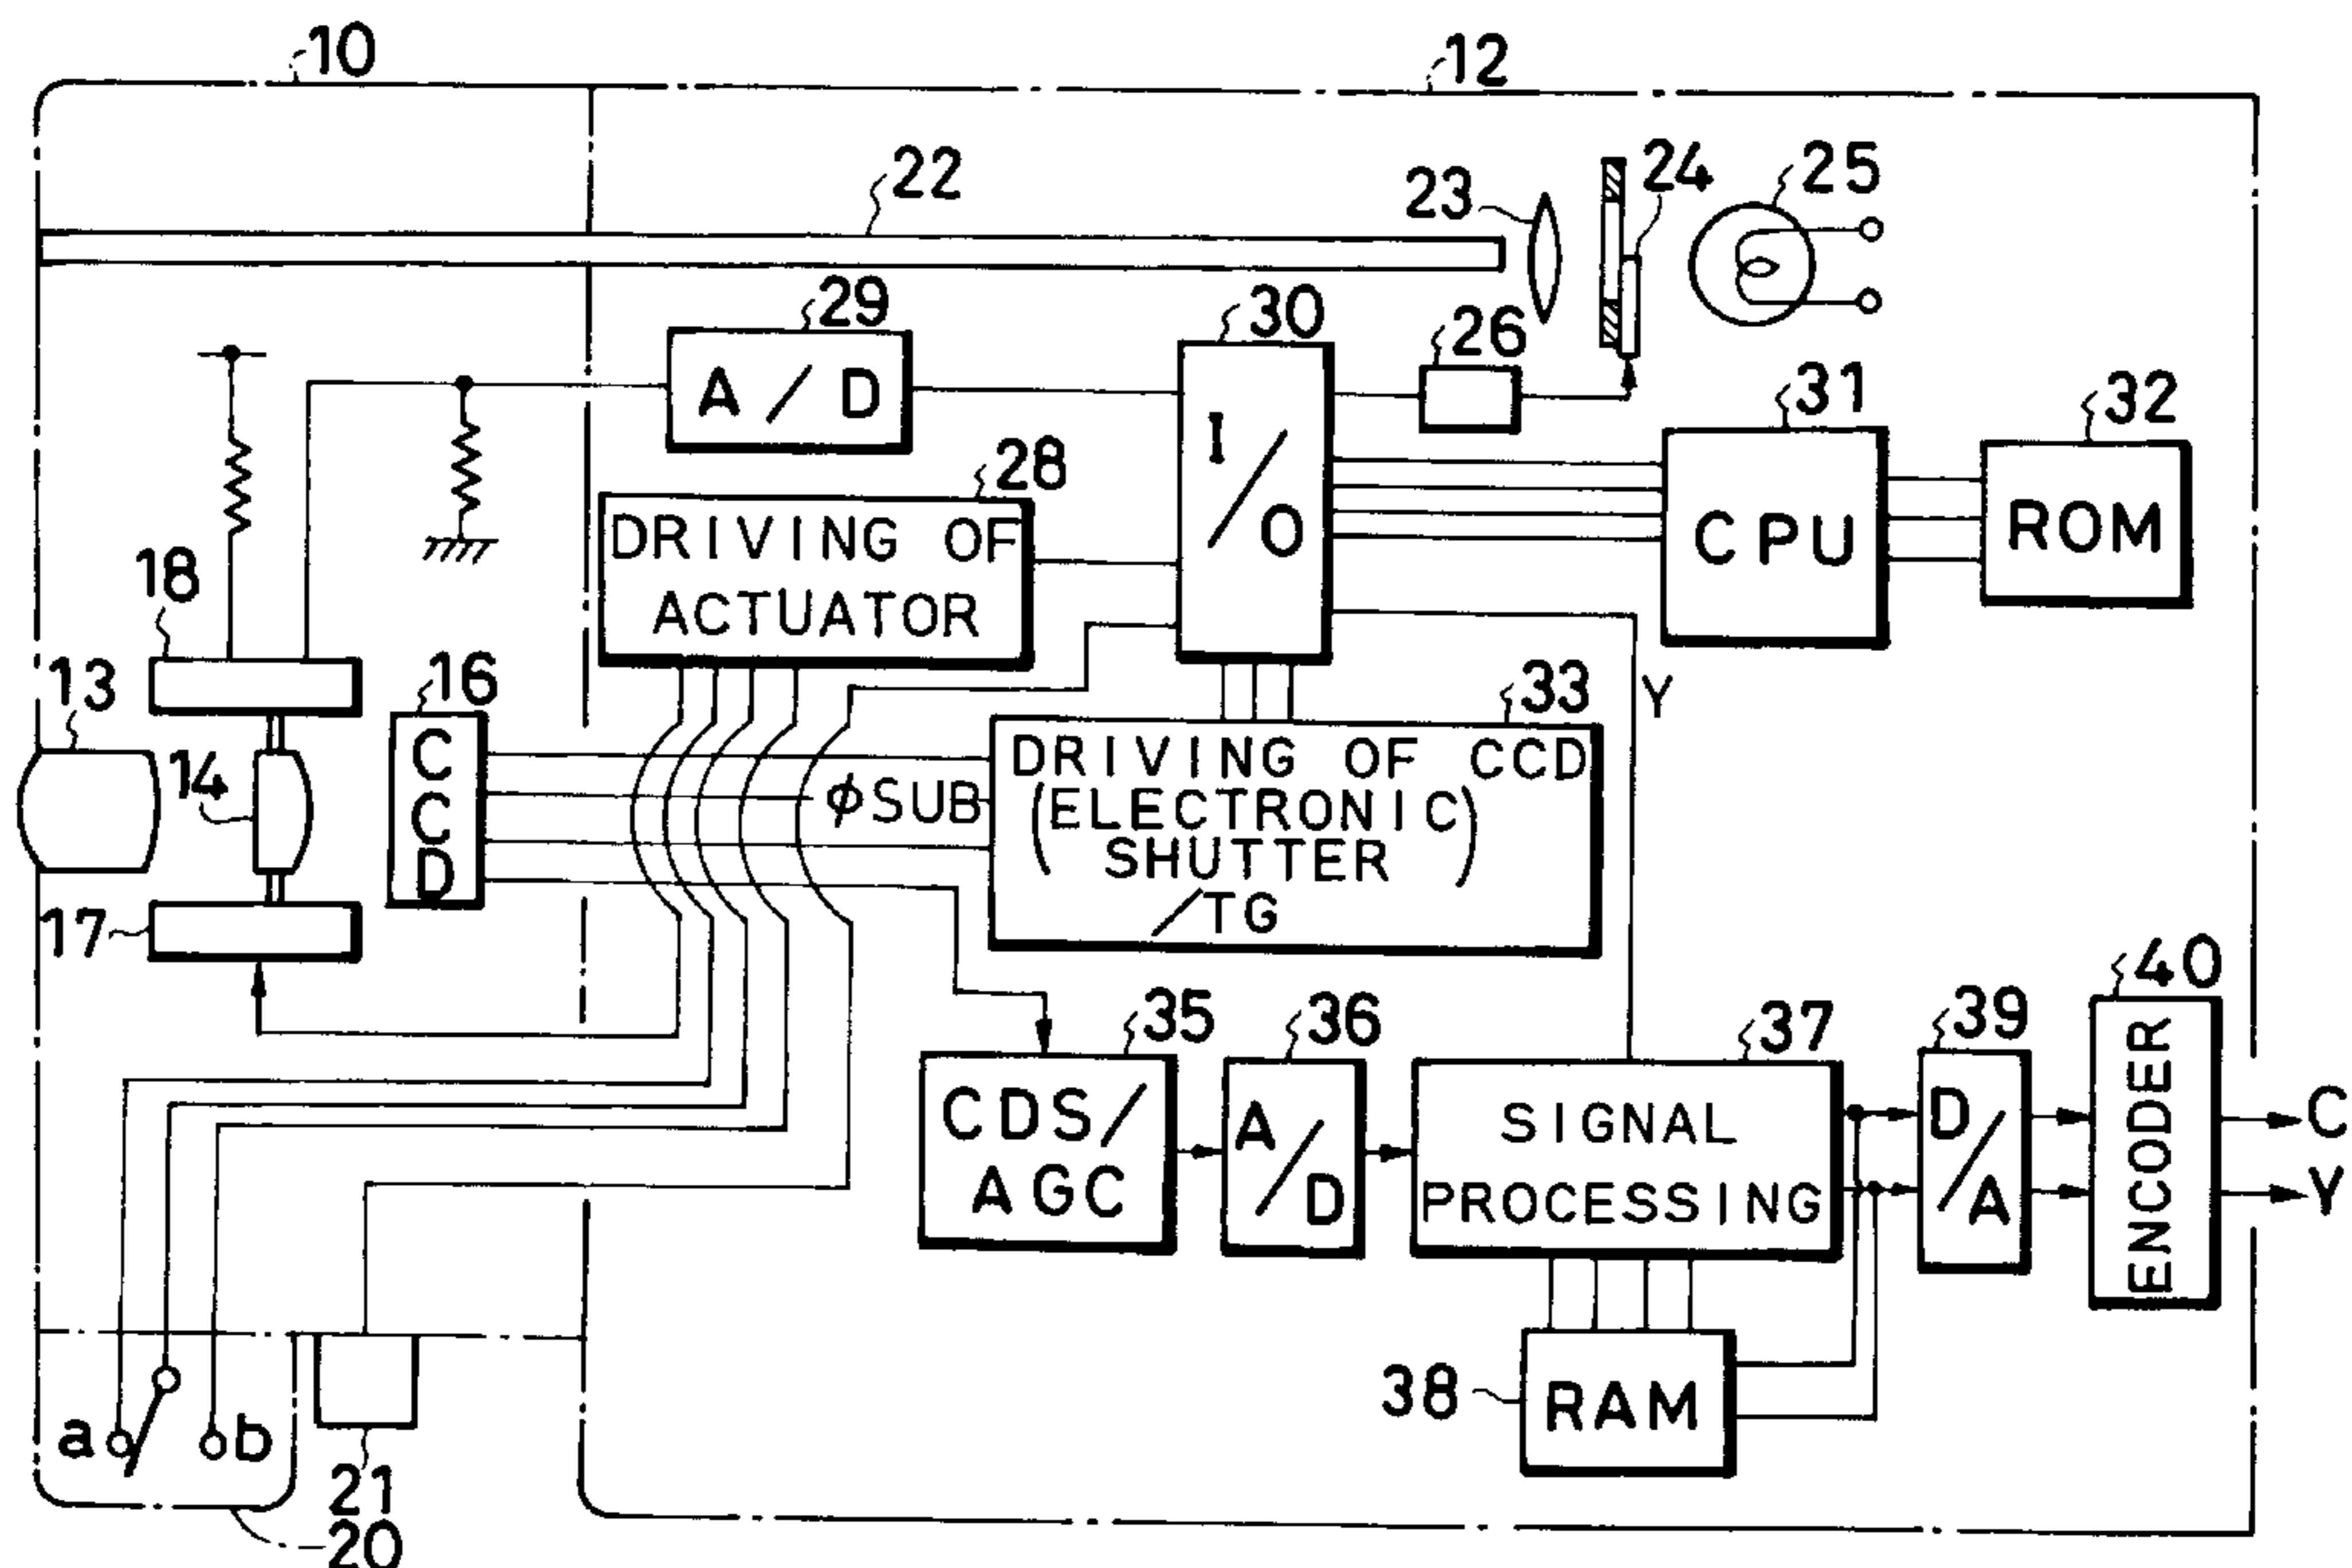 10
12
22
23
24
25
29
A/D
30
I/O
26
31
CPU
32
ROM
28
DRIVING OF
ACTUATOR
18
13
16
CCD
14
17
33
Y
DRIVING OF CCD
(ELECTRONIC
SHUTTER)
/TG
φSUB
35
CDS/
AGC
36
A/D
37
SIGNAL
PROCESSING
39
D/A
40
ENCODER
C
Y
38
RAM
a
b
21
20